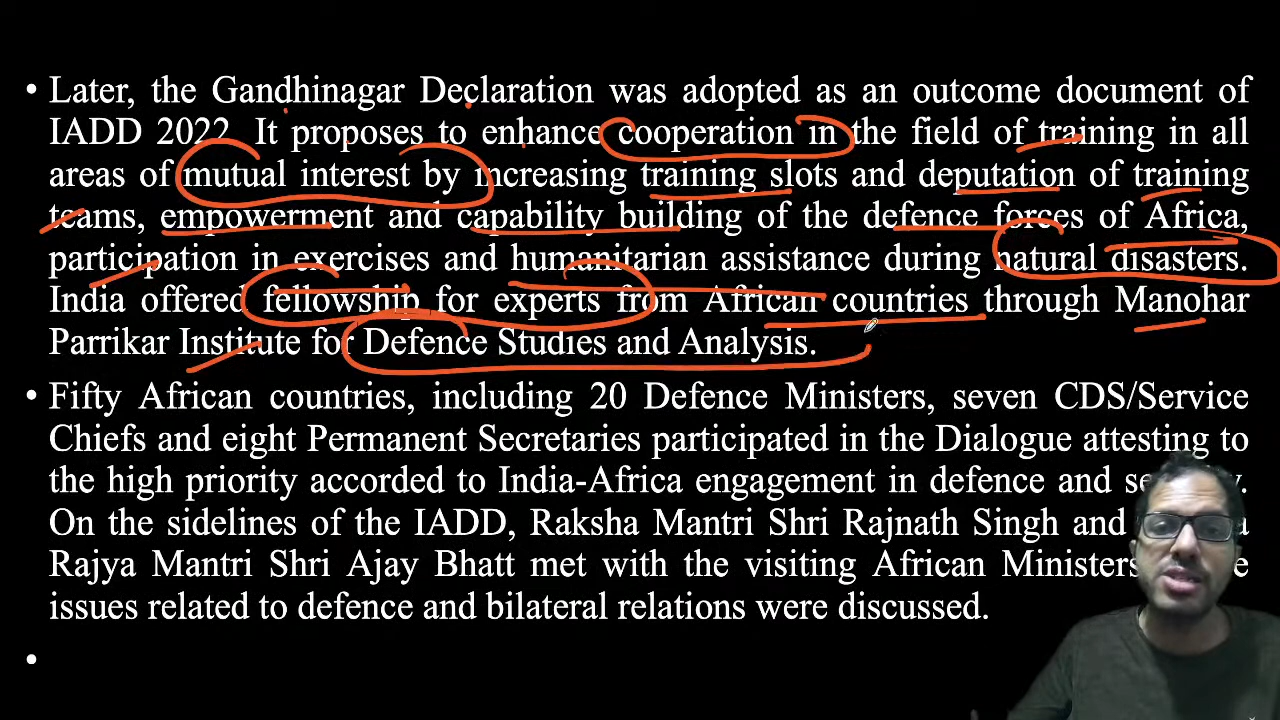 • Later, the Gandhinagar Declaration was adopted as an outcome document of
IADD 2022. It proposes to enhance cooperation in the field of training in all
areas of mutual interest by increasing training slots and deputation of training
teams, empowerment and capability building of the defence forces of Africa,
participation in exercises and humanitarian assistance during natural disasters.
India offered fellowship for experts from African countries through Manohar
Parrikar Institute for Defence Studies and Analysis.
• Fifty African countries, including 20 Defence Ministers, seven CDS/Service
Chiefs and eight Permanent Secretaries participated in the Dialogue attesting to
the high priority accorded to India-Africa engagement in defence and
On the sidelines of the IADD, Raksha Mantri Shri Rajnath Singh and
Rajya Mantri Shri Ajay Bhatt met with the visiting African Ministers
issues related to defence and bilateral relations were discussed.
•